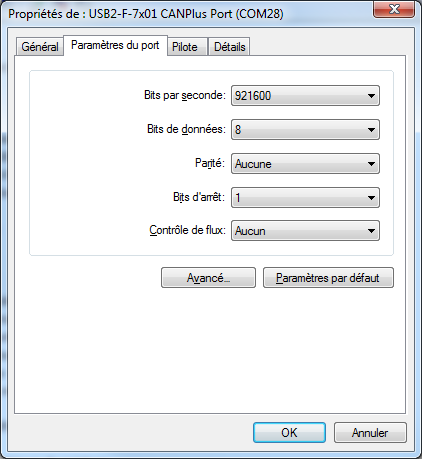 Propriétés de : USB2-F-7x01 CANPlus Port (COM28)
Général Paramètres du port Pilote Détails
Bits par seconde: 921600
Bits de données: 8
Parité: Aucune
Bits d'arrêt: 1
Contrôle de flux: Aucun
Avancé... Paramètres par défaut
OK Annuler